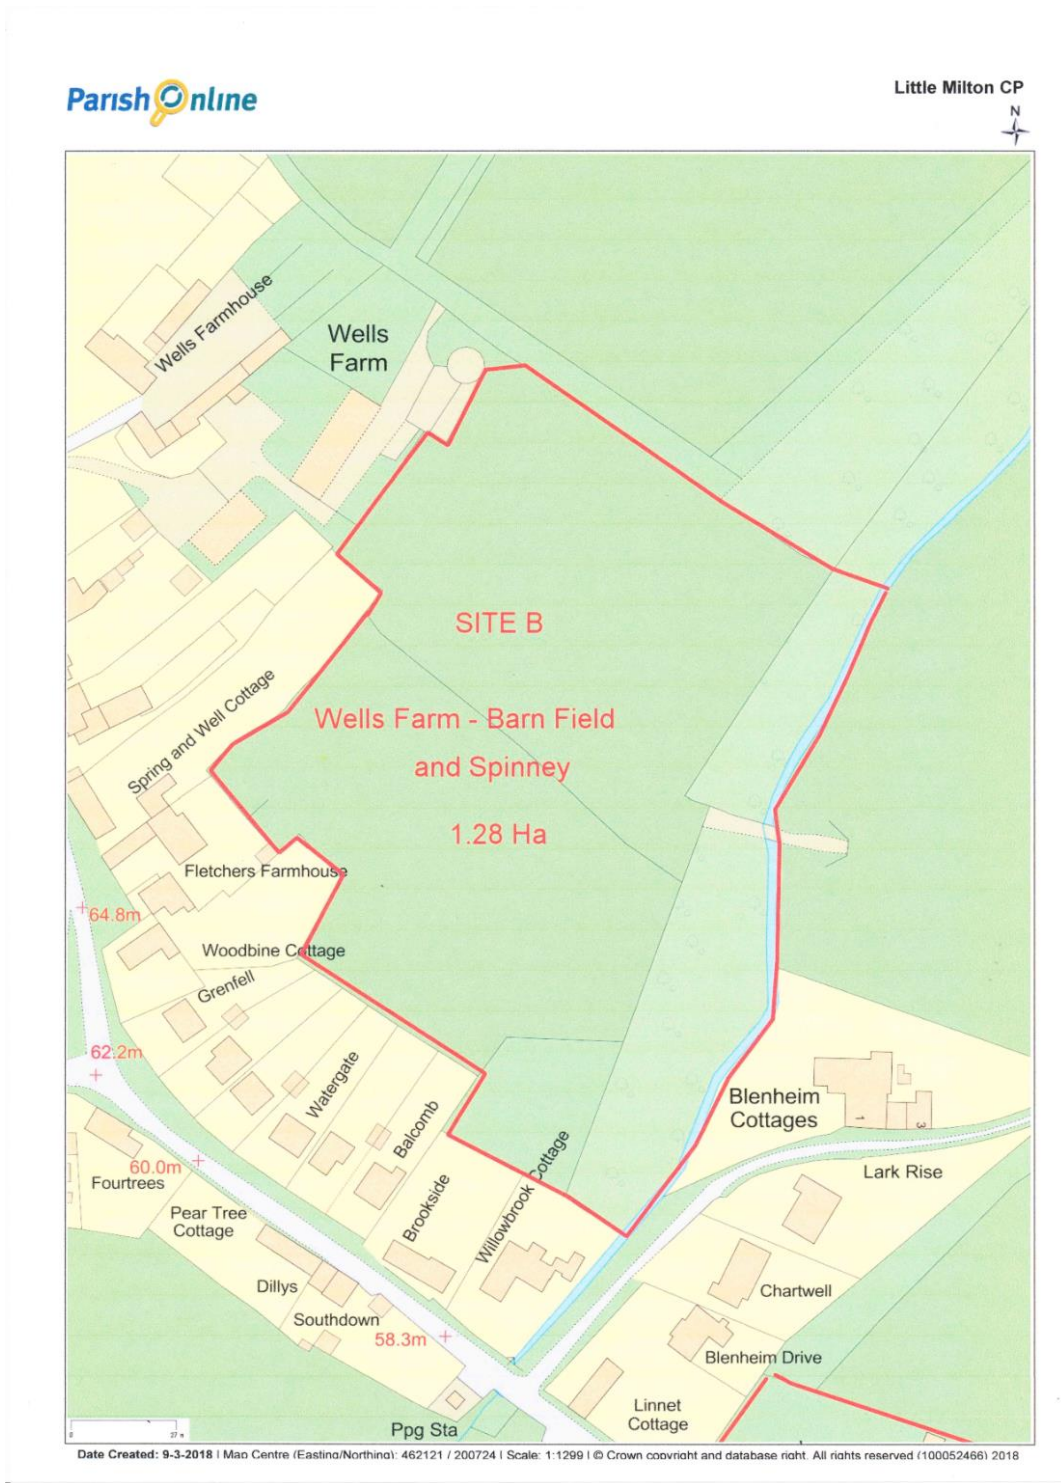 Parish Online
Little Milton CP
N
Wells Farmhouse
Wells
Farm
SITE B
Wells Farm - Barn Field
and Spinney
1.28 Ha
Spring and Well Cottage
Fletchers Farmhouse
64.8m
Woodbine Cottage
Grenfell
62.2m
Watergate
Balcomb
Blenheim
Cottages
1
3
Lark Rise
60.0m
Fourtrees
Pear Tree
Cottage
Brookside
Willowbrook Cottage
Dillys
Southdown
58.3m
Chartwell
Blenheim Drive
Linnet
Cottage
Ppg Sta
0
27 m
Date Created: 9-3-2018 | Map Centre (Easting/Northing): 462121 / 200724 | Scale: 1:1299 | © Crown copyright and database right. All rights reserved (100052466) 2018